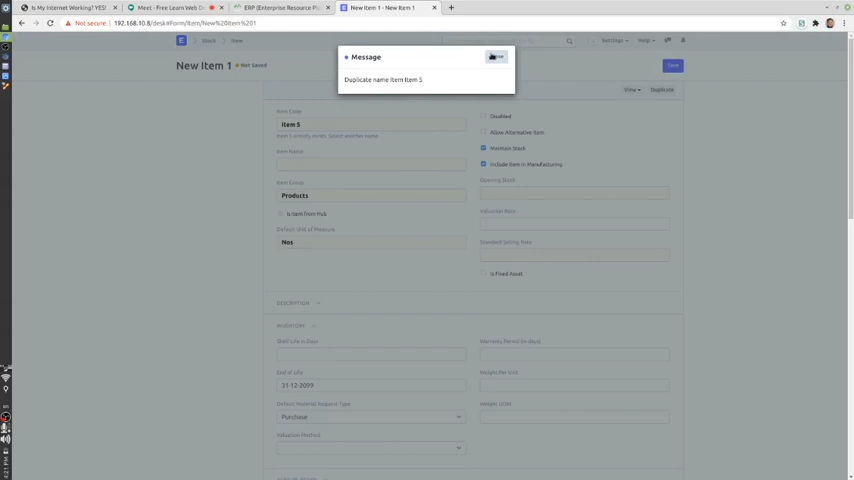 Is My Internet Working? YES!
Meet - Free Learn Web De
ERP (Enterprise Resource Pla
New Item 1 - New Item 1
Not secure
192.168.10.8/desk#Form/Item/New%20Item%201
Stock
Item
Settings
Help
New Item 1
Not Saved
Save
Message
Duplicate name Item Item 5
View
Duplicate
Item Code
Item 5
Item 5 already exists. Select another name
Item Name
Item Group
Products
Is Item from Hub
Default Unit of Measure
Nos
Disabled
Allow Alternative Item
Maintain Stock
Include Item In Manufacturing
Opening Stock
Valuation Rate
Standard Selling Rate
Is Fixed Asset
DESCRIPTION
INVENTORY
Shelf Life In Days
End of Life
31-12-2099
Default Material Request Type
Purchase
Valuation Method
Warranty Period (in days)
Weight Per Unit
Weight UOM
4:21 PM